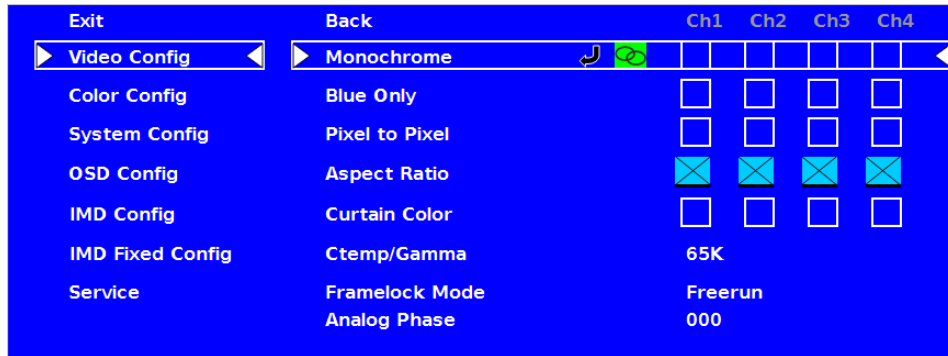 Exit Back Ch1 Ch2 Ch3 Ch4
Video Config Monochrome
Color Config Blue Only
System Config Pixel to Pixel
OSD Config Aspect Ratio
IMD Config Curtain Color
IMD Fixed Config Ctemp/Gamma 65K
Service Framelock Mode Freerun
Analog Phase 000